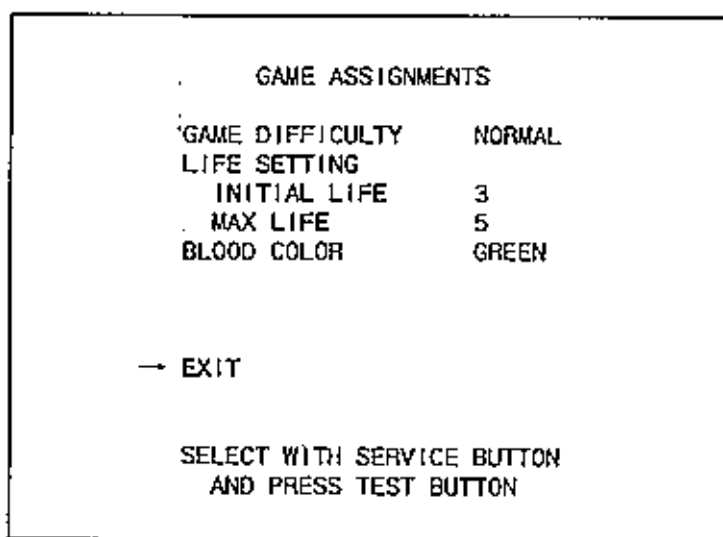 GAME ASSIGNMENTS
GAME DIFFICULTY NORMAL
LIFE SETTING
INITIAL LIFE 3
MAX LIFE 5
BLOOD COLOR GREEN
→ EXIT
SELECT WITH SERVICE BUTTON
AND PRESS TEST BUTTON